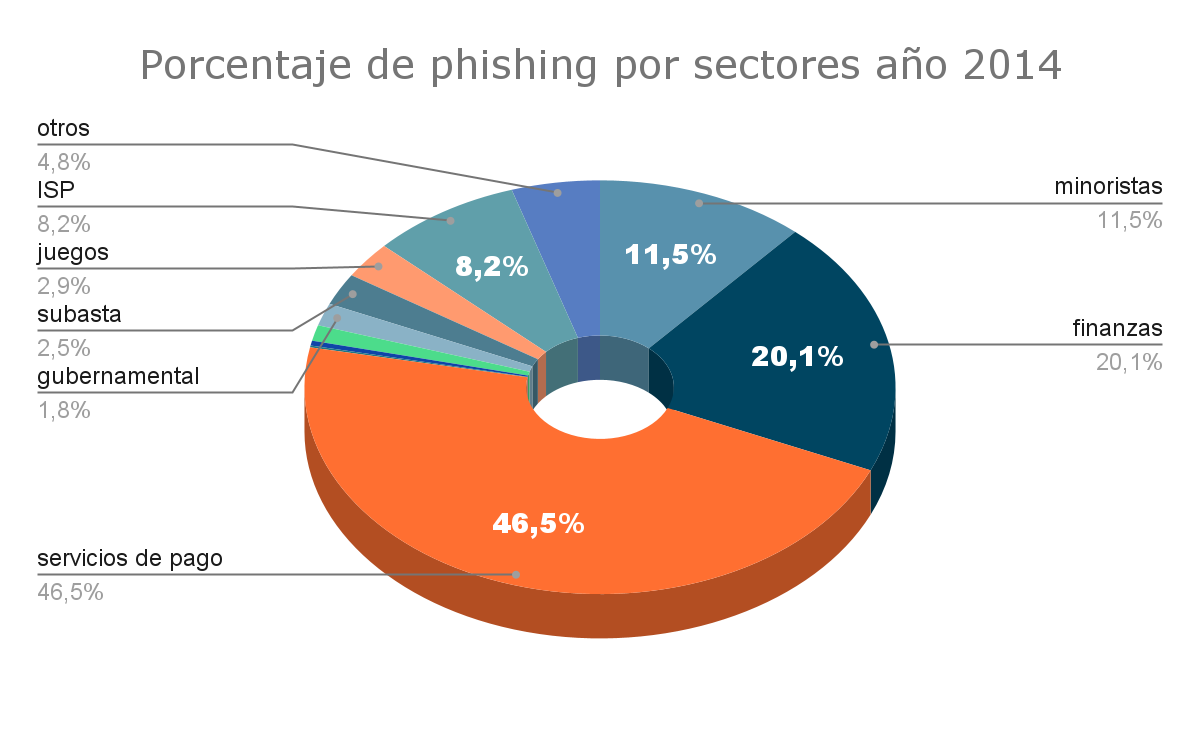 Porcentaje de phishing por sectores año 2014
otros
4,8%
ISP
8,2%
juegos
2,9%
subasta
2,5%
gubernamental
1,8%
servicios de pago
46,5%
minoristas
11,5%
finanzas
20,1%
8,2%
11,5%
20,1%
46,5%